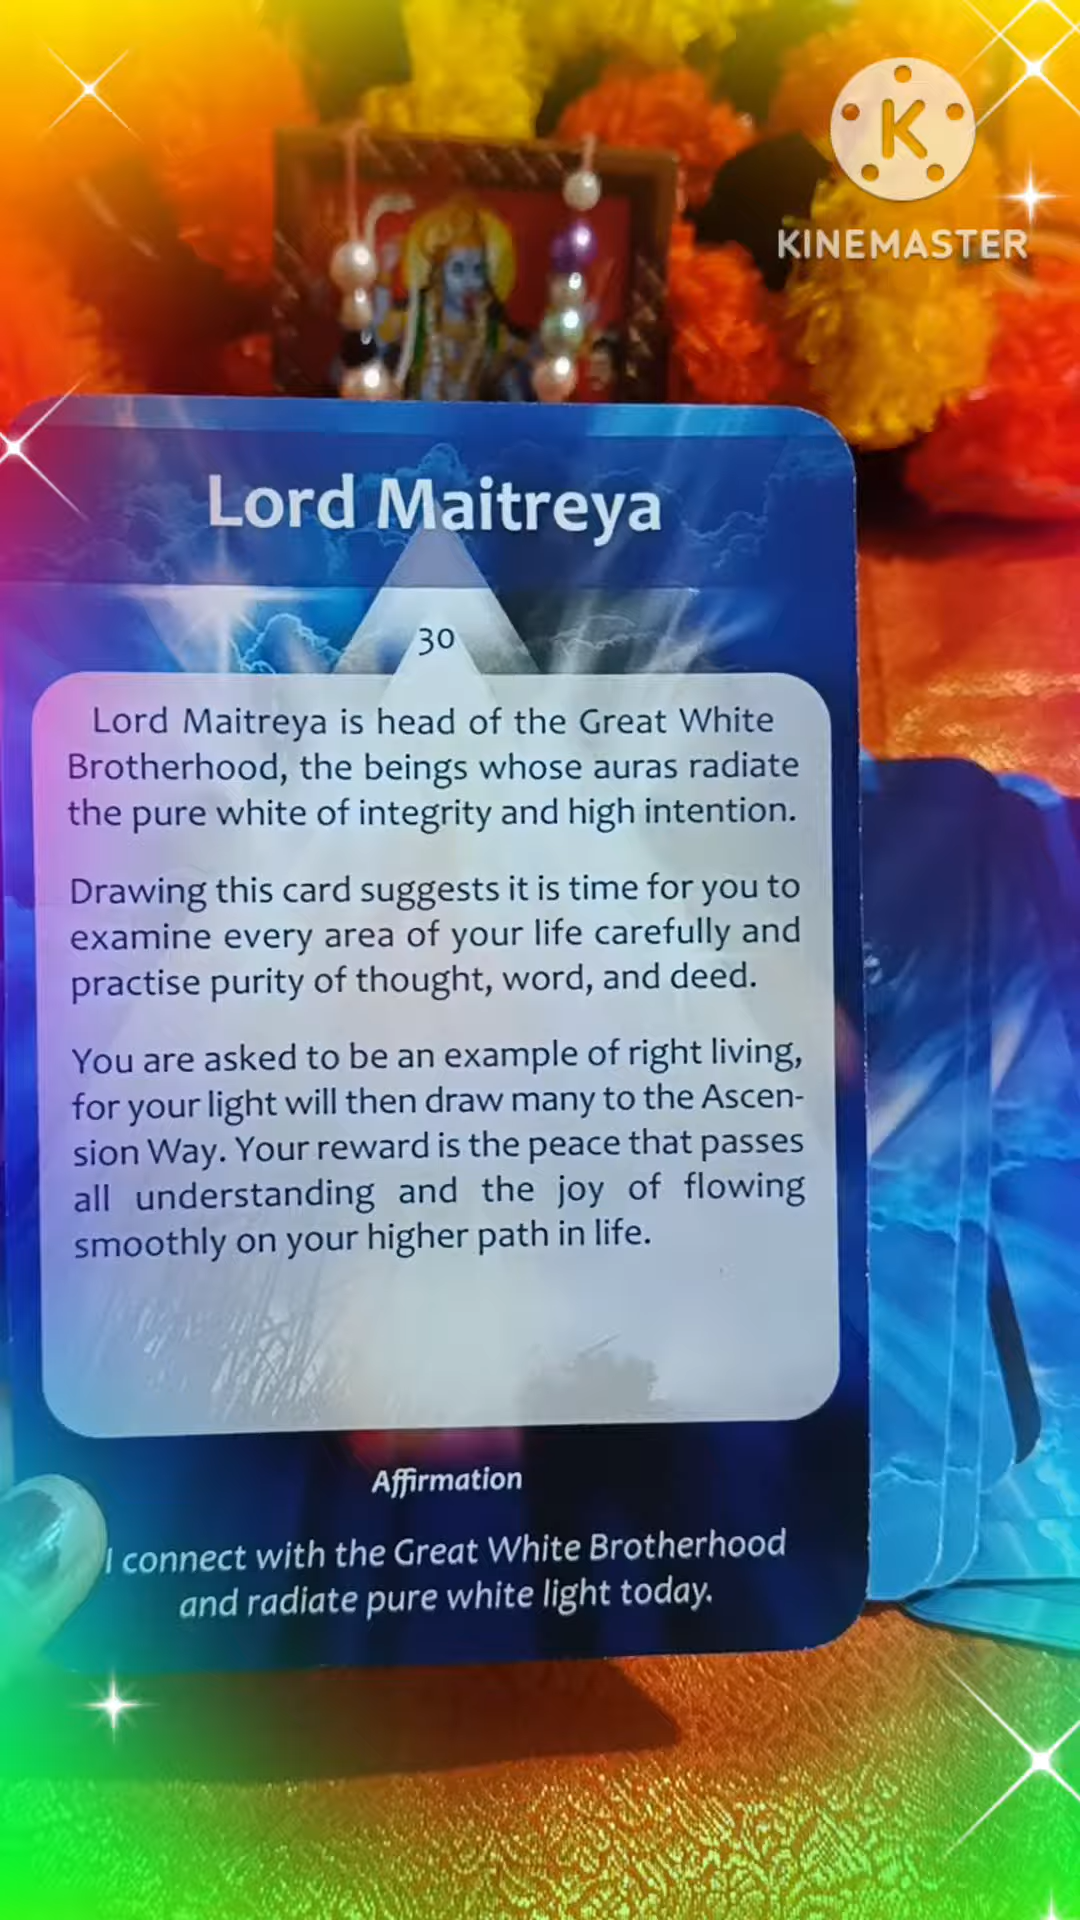 K
KINEMASTER
Lord Maitreya
30
Lord Maitreya is head of the Great White
Brotherhood, the beings whose auras radiate
the pure white of integrity and high intention.
Drawing this card suggests it is time for you to
examine every area of your life carefully and
practise purity of thought, word, and deed.
You are asked to be an example of right living,
for your light will then draw many to the Ascen-
sion Way. Your reward is the peace that passes
all understanding and the joy of flowing
smoothly on your higher path in life.
Affirmation
I connect with the Great White Brotherhood
and radiate pure white light today.